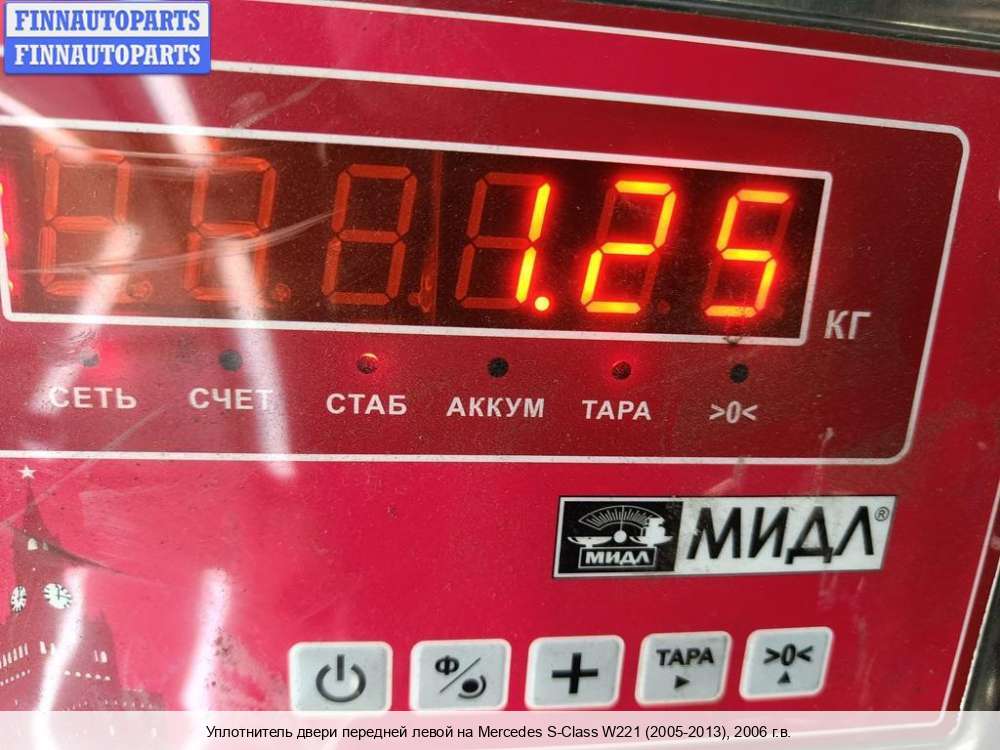 FINNAUTOPARTS
FINNAUTOPARTS
1.25
КГ
СЕТЬ СЧЕТ СТАБ АККУМ ТАРА >0<
МИДЛ МИДЛ®
Ф ТАРА >0<
Уплотнитель двери передней левой на Mercedes S-Class W221 (2005-2013), 2006 г.в.